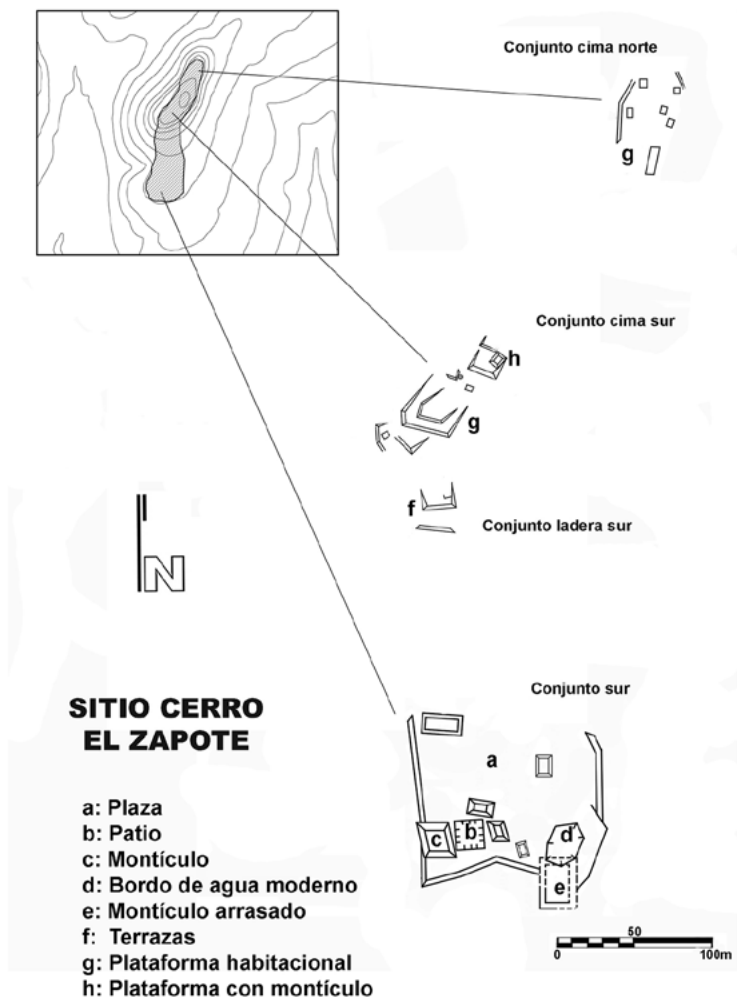 Conjunto cima norte
g
Conjunto cima sur
h
g
f
Conjunto ladera sur
N
Conjunto sur
SITIO CERRO
EL ZAPOTE
a
b
c
d
e
a: Plaza
b: Patio
c: Montículo
d: Bordo de agua moderno
e: Montículo arrasado
f: Terrazas
g: Plataforma habitacional
h: Plataforma con montículo
50
0
100m